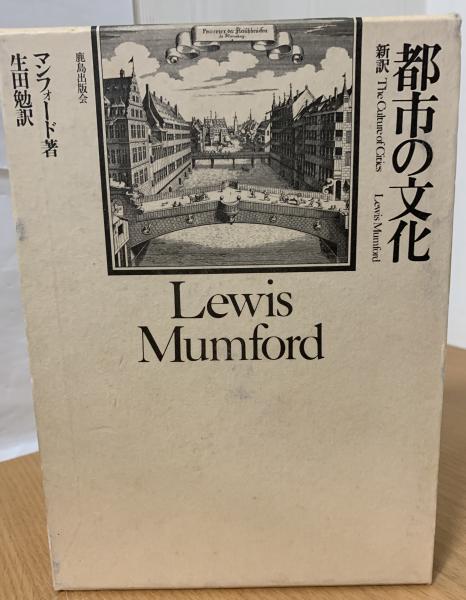 都市の文化
新訳 The Culture of Cities Lewis Mumford
鹿島出版会
マンフォード著
生田勉訳
Lewis
Mumford